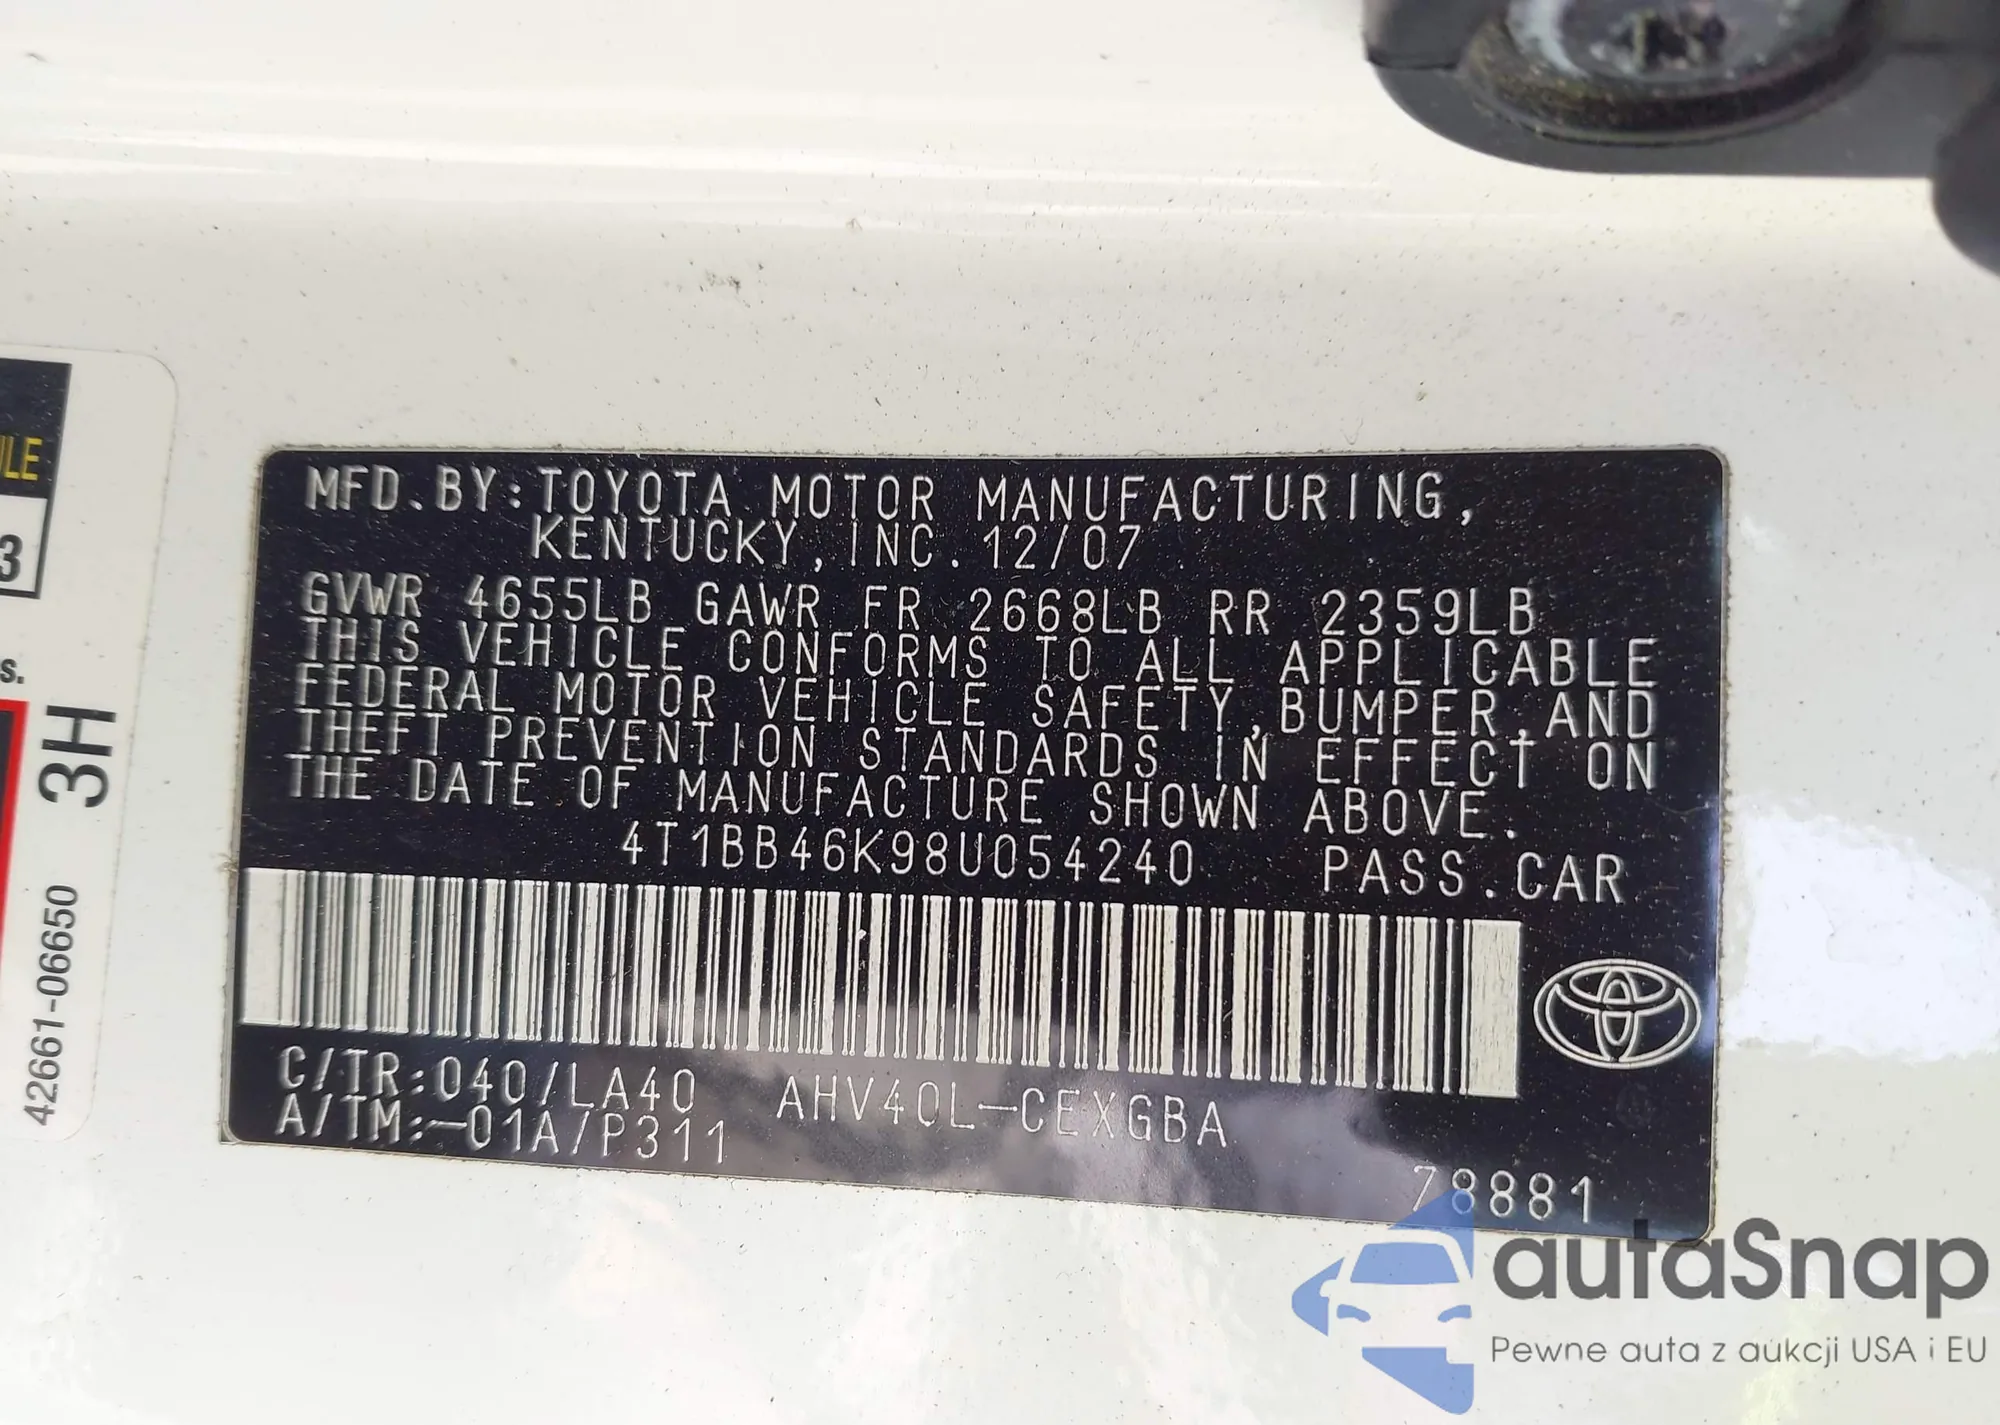 MFD.BY:TOYOTA MOTOR MANUFACTURING,
KENTUCKY,INC. 12/07
GVWR 4655LB GAWR FR 2668LB RR 2359LB
THIS VEHICLE CONFORMS TO ALL APPLICABLE
FEDERAL MOTOR VEHICLE SAFETY,BUMPER,AND
THEFT PREVENTION STANDARDS IN EFFECT ON
THE DATE OF MANUFACTURE SHOWN ABOVE.
4T1BB46K98U054240 PASS.CAR
C/TR:040/LA40 AHV40L-CEXGBA
A/TM:-01A/P311
78881
3
s.
3H
42661-06650
autoSnap
Pewne auta z aukcji USA i EU